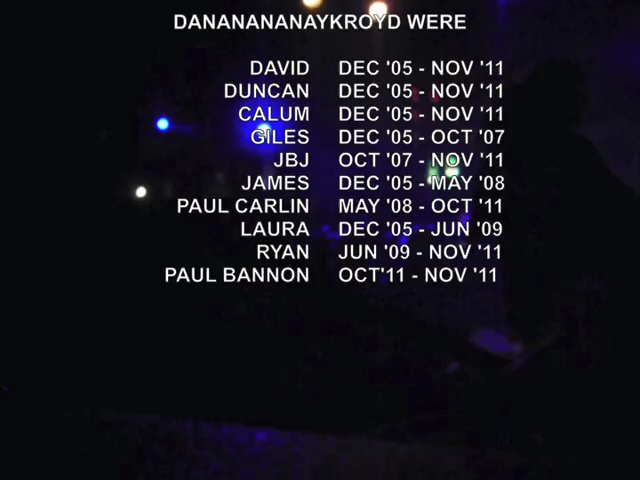 DANANANANAYKROYD WERE
DAVID DEC '05 - NOV '11
DUNCAN DEC '05 - NOV '11
CALUM DEC '05 - NOV '11
GILES DEC '05 - OCT '07
JBJ OCT '07 - NOV '11
JAMES DEC '05 - MAY '08
PAUL CARLIN MAY '08 - OCT '11
LAURA DEC '05 - JUN '09
RYAN JUN '09 - NOV '11
PAUL BANNON OCT'11 - NOV '11